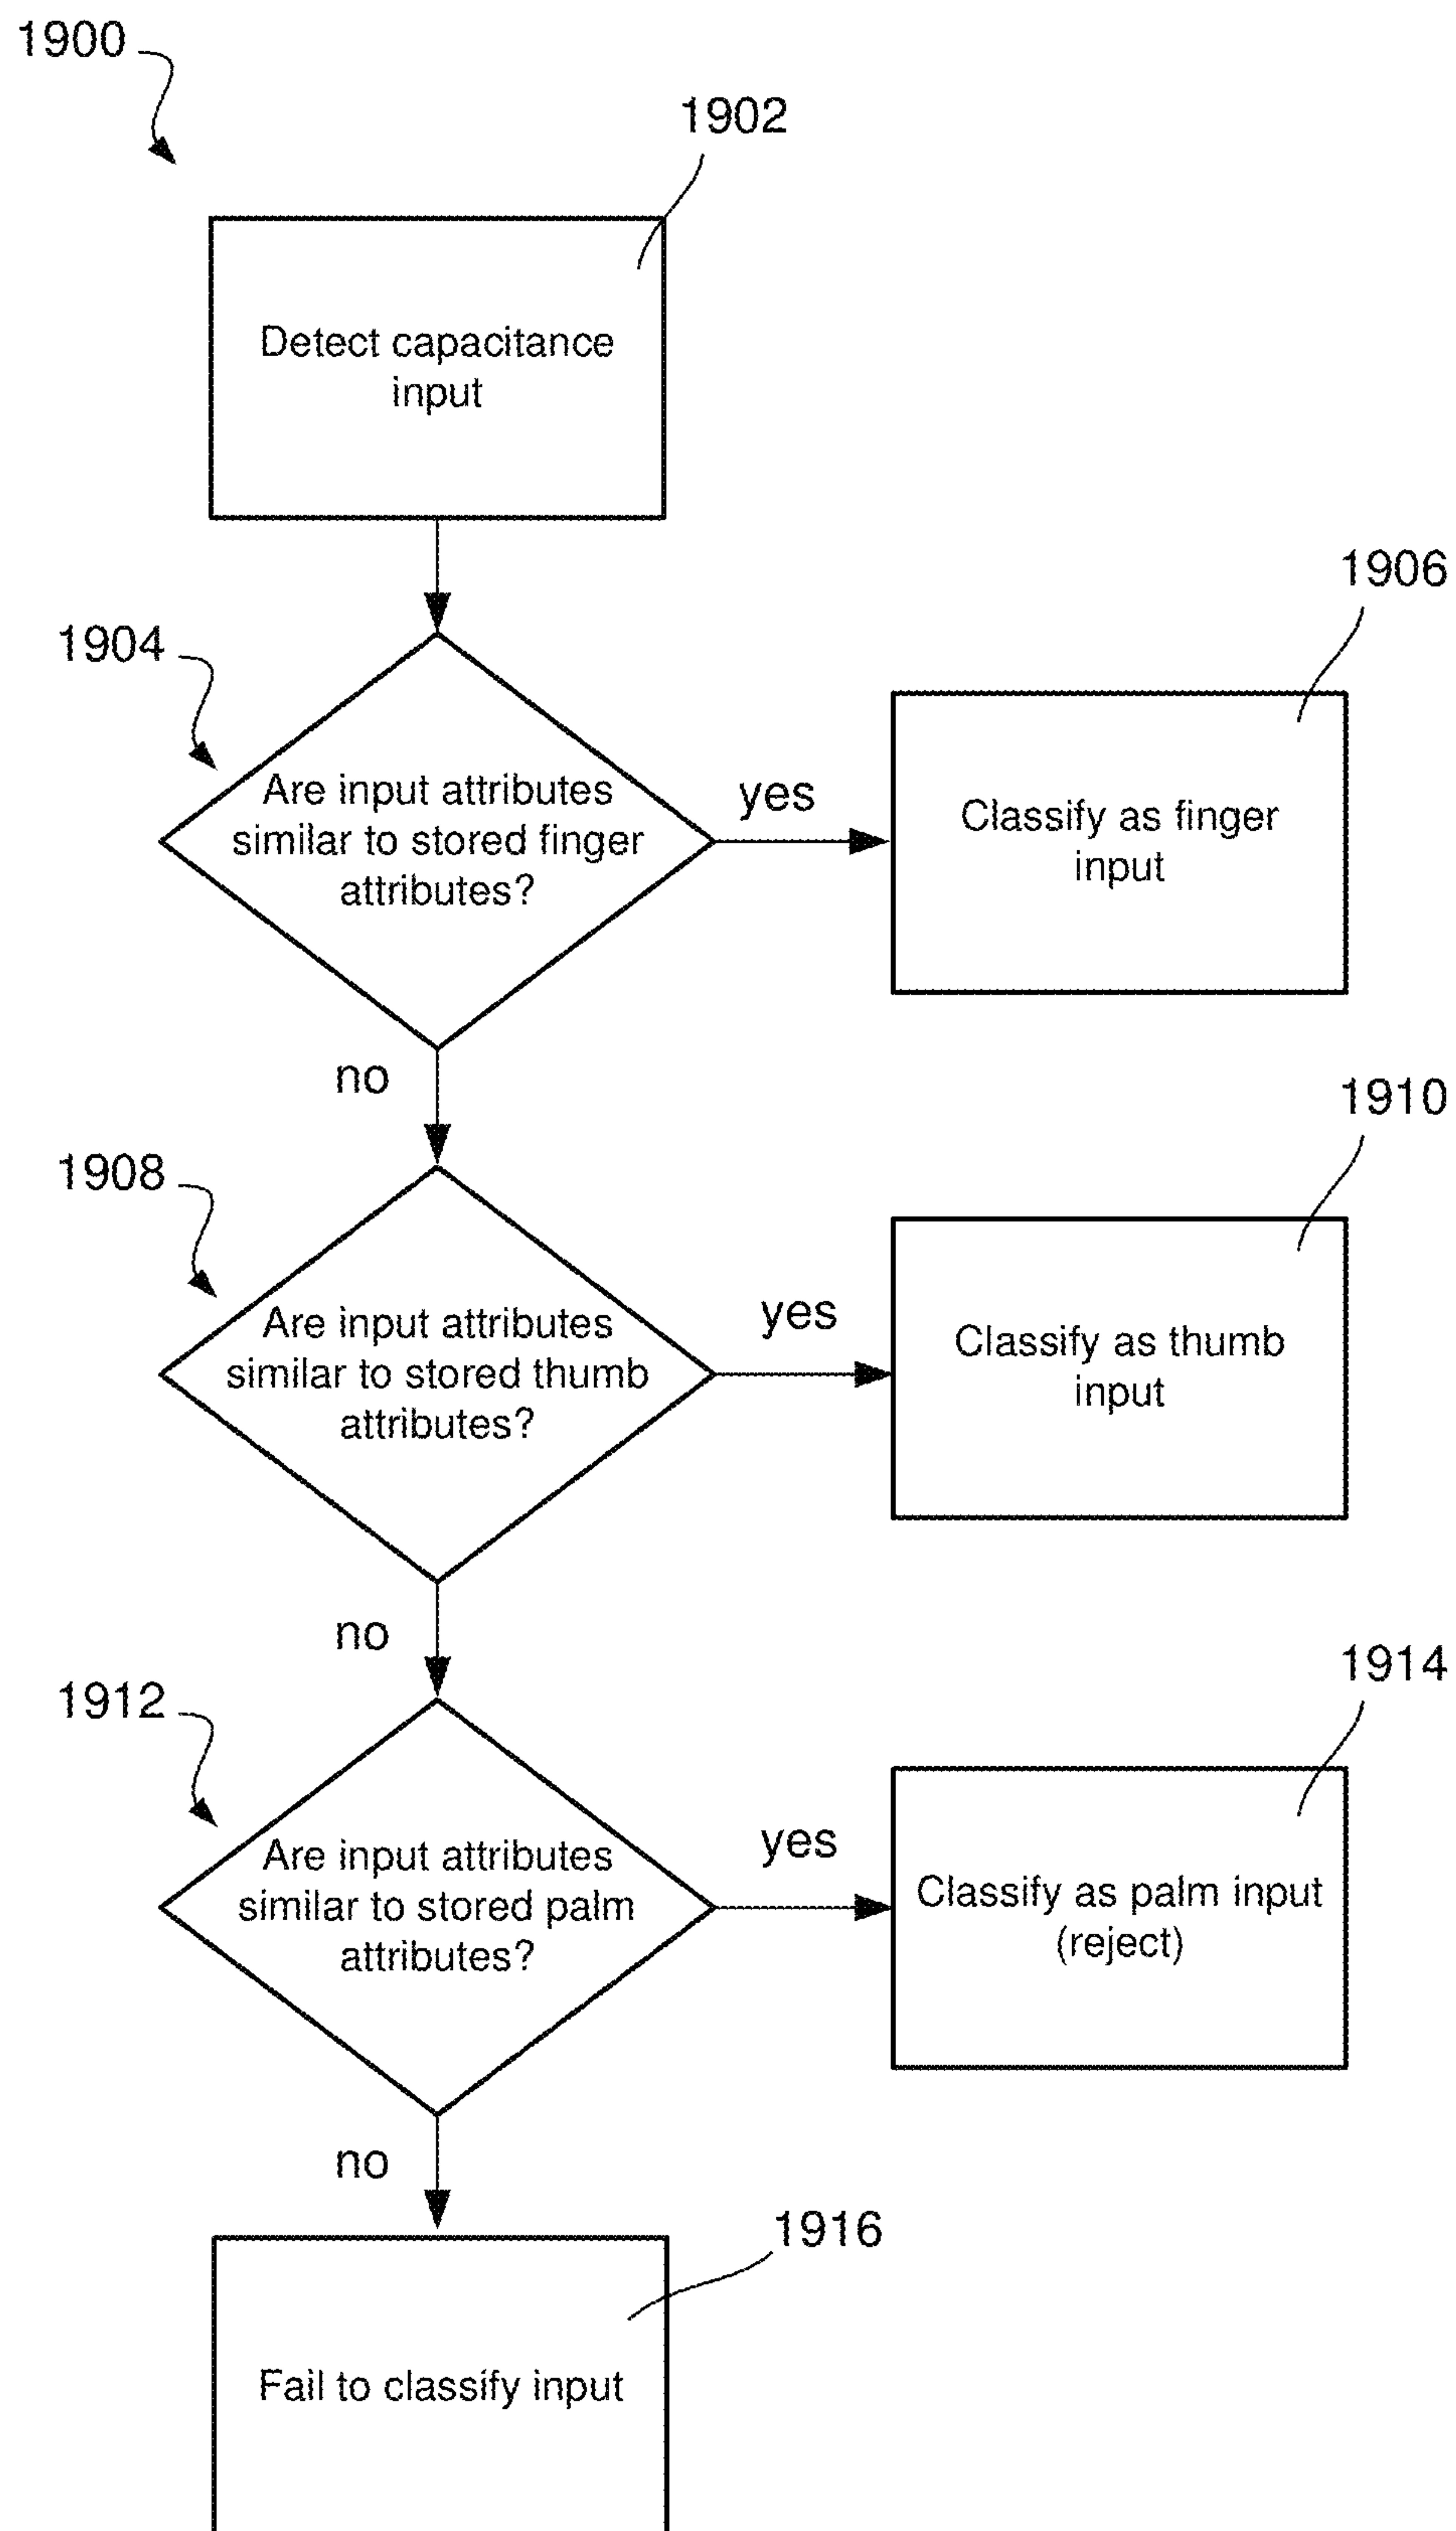 1900
1902
Detect capacitance
input
1904
Are input attributes
similar to stored finger
attributes?
yes
1906
Classify as finger
input
no
1908
Are input attributes
similar to stored thumb
attributes?
yes
1910
Classify as thumb
input
no
1912
Are input attributes
similar to stored palm
attributes?
yes
1914
Classify as palm input
(reject)
no
1916
Fail to classify input